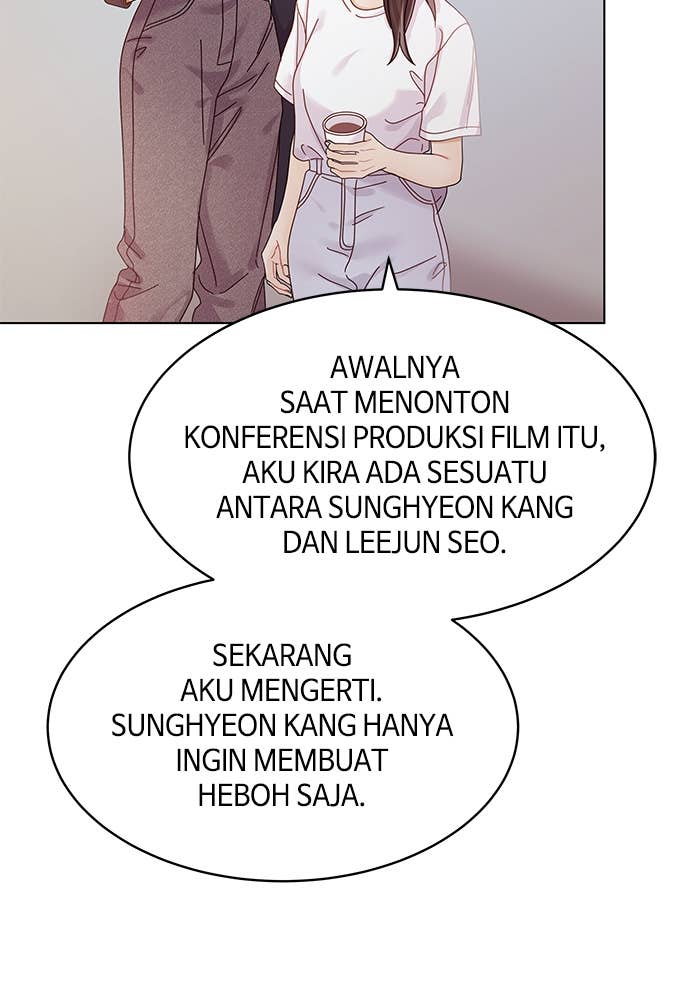 AWALNYA
SAAT MENONTON
KONFERENSI PRODUKSI FILM ITU,
AKU KIRA ADA SESUATU
ANTARA SUNGHYEON KANG
DAN LEEJUN SEO.
SEKARANG
AKU MENGERTI.
SUNGHYEON KANG HANYA
INGIN MEMBUAT
HEBOH SAJA.